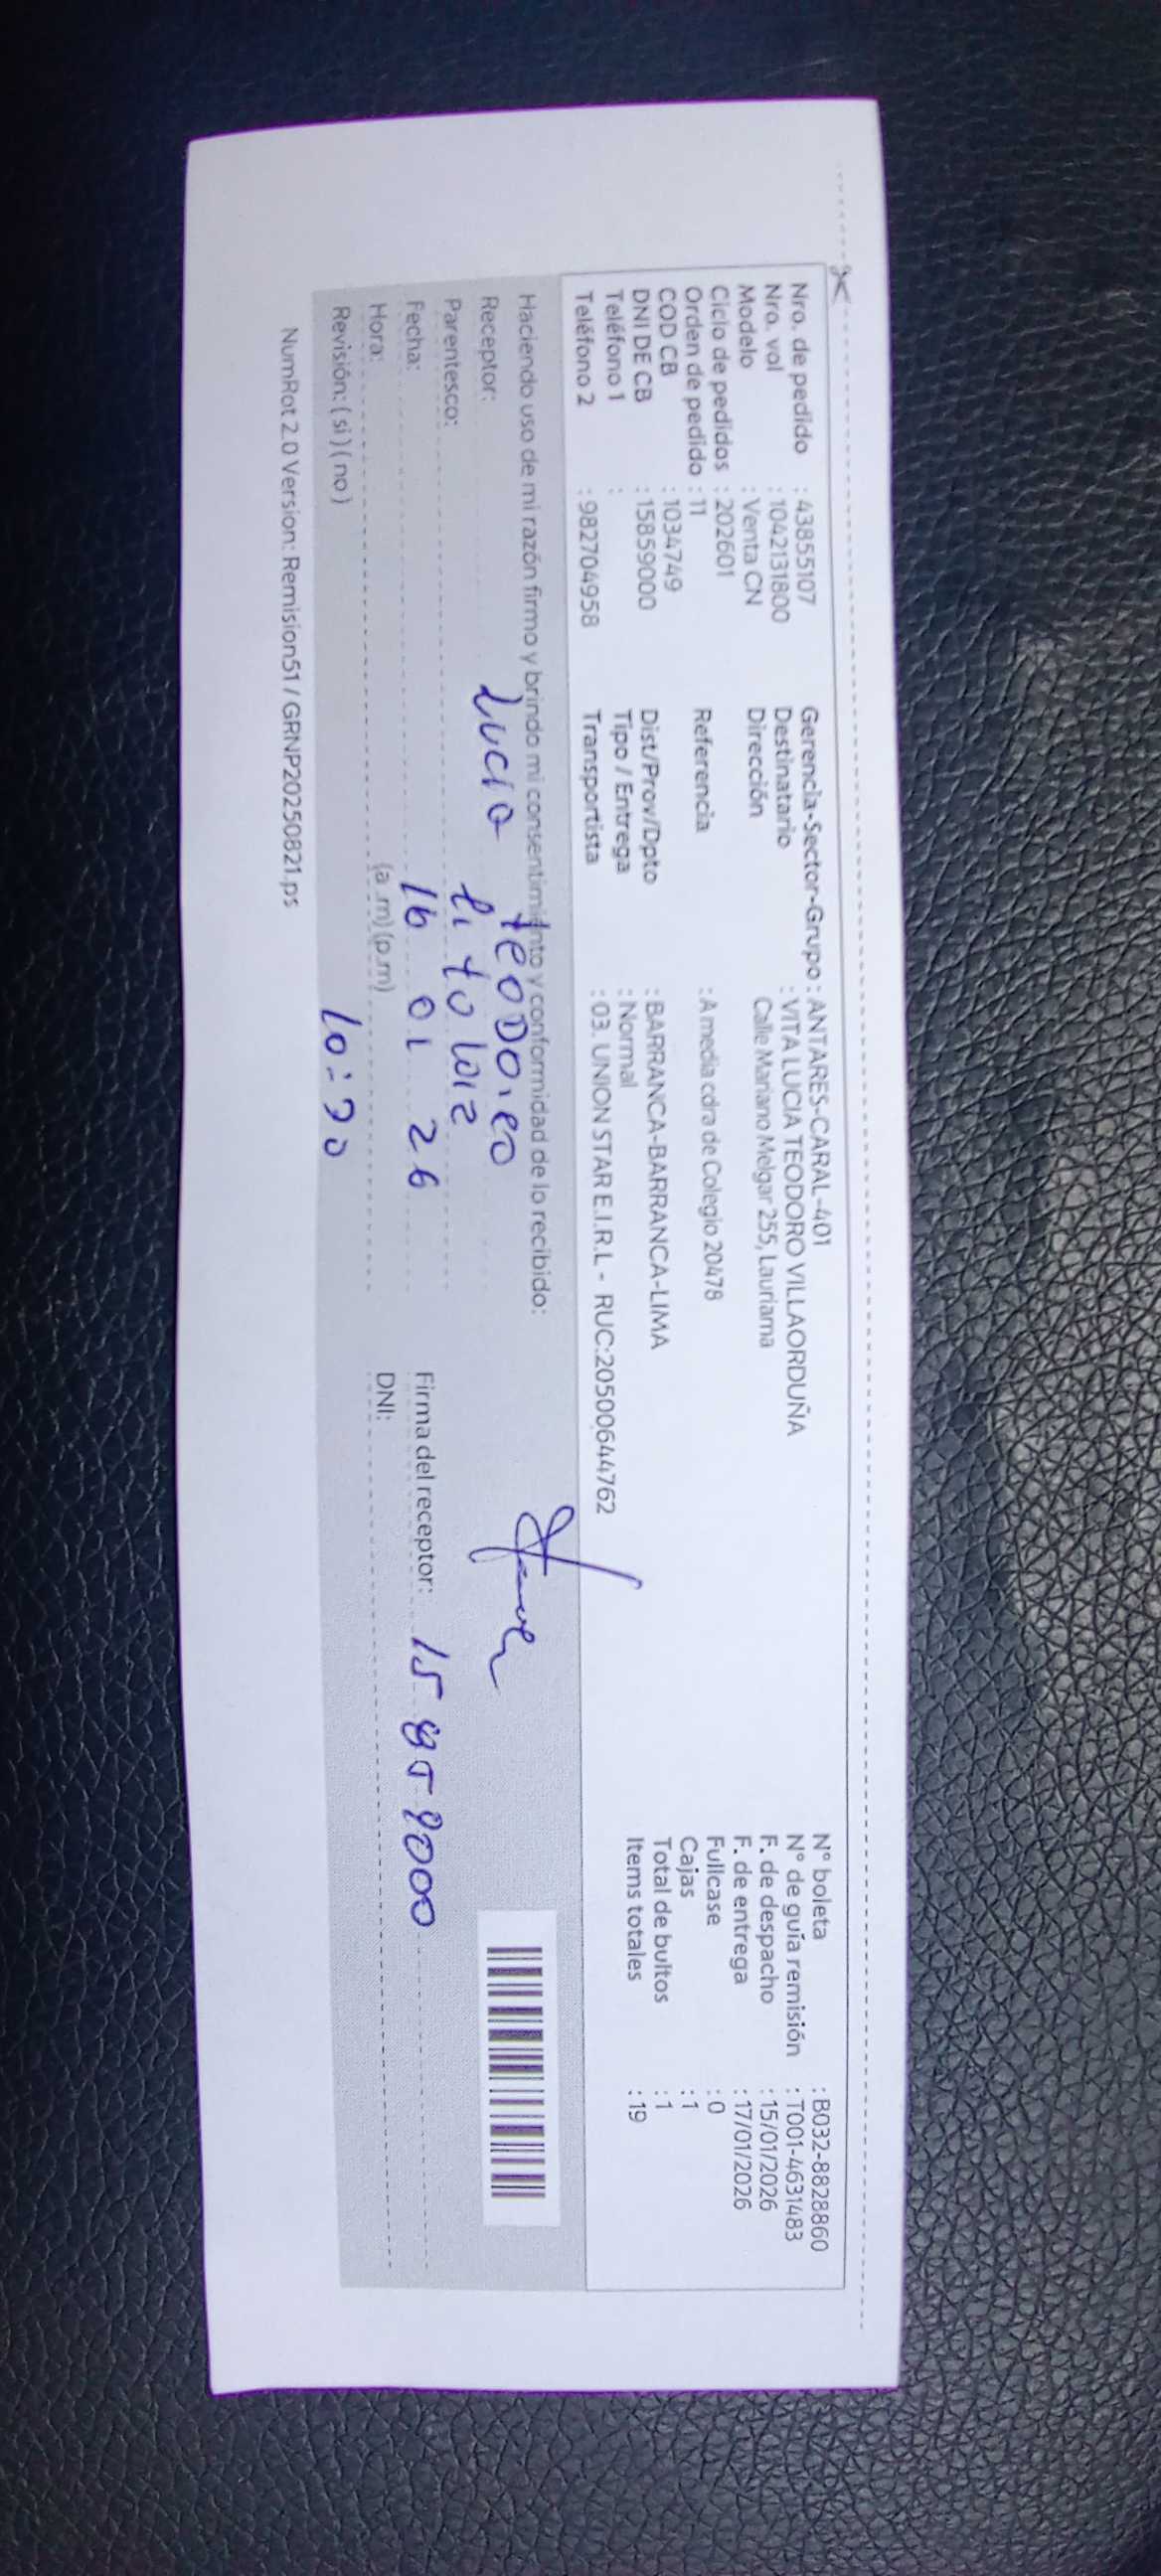 Nro. de pedido : 43855107
Nro. vol : 1042131800
Modelo : Venta CN
Ciclo de pedidos : 202601
Orden de pedido : 11
COD CB : 1034749
DNI DE CB : 15859000
Teléfono 1 :
Teléfono 2 : 982704958
Gerencia-Sector-Grupo : ANTARES-CARAL-401
Destinatario : VITA LUCIA TEODORO VILLAORDUÑA
Dirección Calle Mariano Melgar 255, Lauriama
Referencia : A media cdra de Colegio 20478
Dist/Prov/Dpto : BARRANCA-BARRANCA-LIMA
Tipo / Entrega : Normal
Transportista : 03. UNION STAR E.I.R.L - RUC:20500644762
N° boleta : B032-8828860
N° de guía remisión : T001-4631483
F. de despacho : 15/01/2026
F. de entrega : 17/01/2026
Fullcase : 0
Cajas : 1
Total de bultos : 1
Items totales : 19
Haciendo uso de mi razón firmo y brindo mi consentimiento y conformidad de lo recibido:
Receptor: Lucia teodoro
Parentesco:
Fecha: 16 01 26
Hora: (a .m) (p.m)
Revisión: ( si ) ( no ) 10:
Firma del receptor: 15859000
DNI:
NumRot 2.0 Version: Remision51 / GRNP20250821.ps